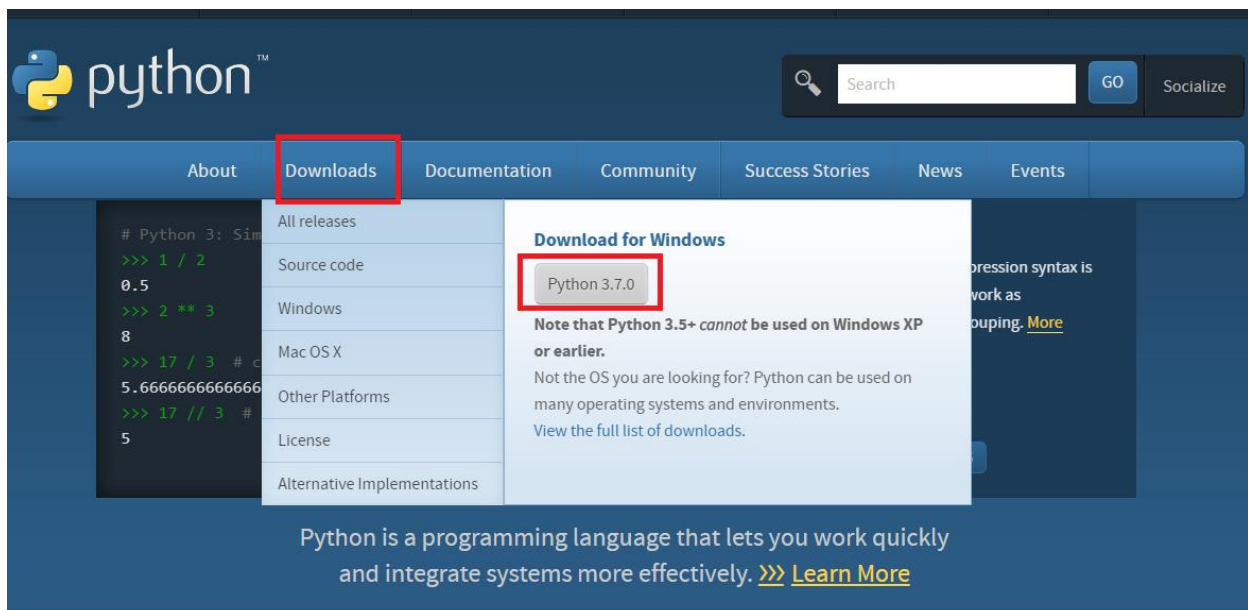 python™
Search
GO
Socialize
About
Downloads
Documentation
Community
Success Stories
News
Events
# Python 3: Sim
>>> 1 / 2
0.5
>>> 2 ** 3
8
>>> 17 / 3 # c
5.6666666666666
>>> 17 // 3 #
5
All releases
Source code
Windows
Mac OS X
Other Platforms
License
Alternative Implementations
Download for Windows
Python 3.7.0
Note that Python 3.5+ cannot be used on Windows XP
or earlier.
Not the OS you are looking for? Python can be used on
many operating systems and environments.
View the full list of downloads.
pression syntax is
work as
ouping. More
Python is a programming language that lets you work quickly
and integrate systems more effectively. >>> Learn More